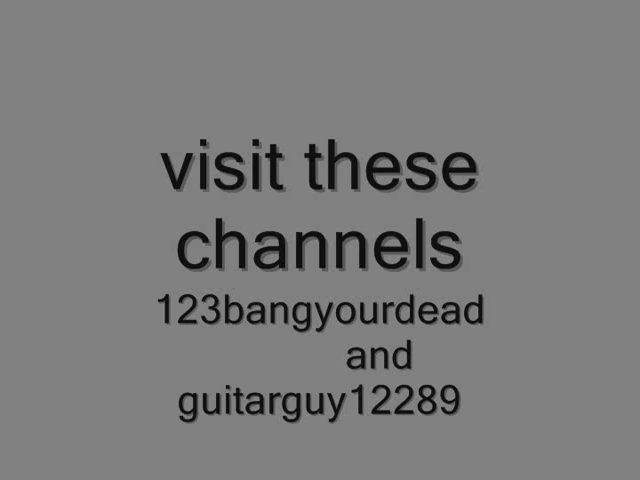 visit these
channels
123bangyourdead
and
guitarguy12289